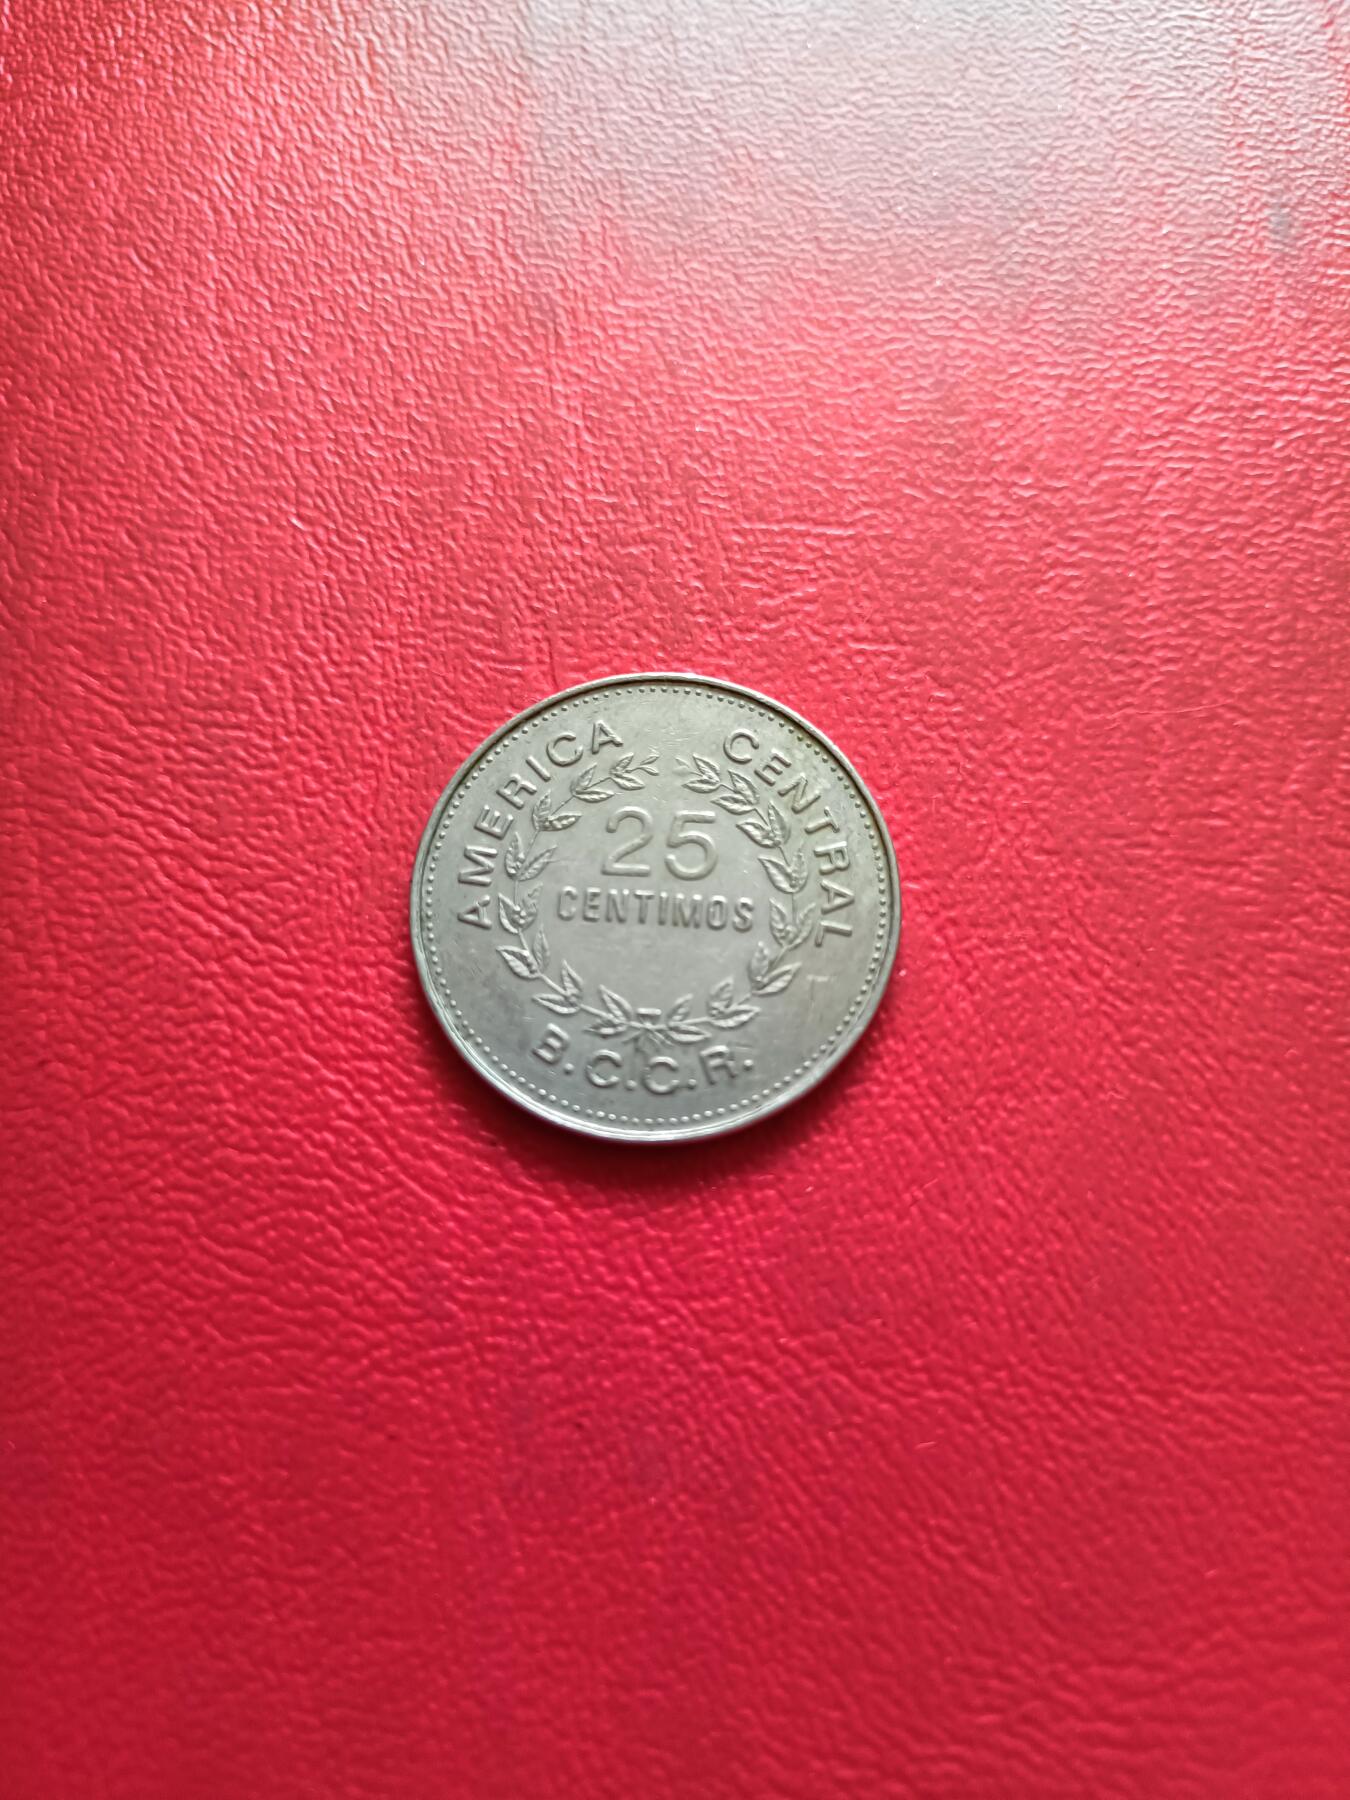 AMERICA CENTRAL
25
CENTIMOS
B.C.C.R.